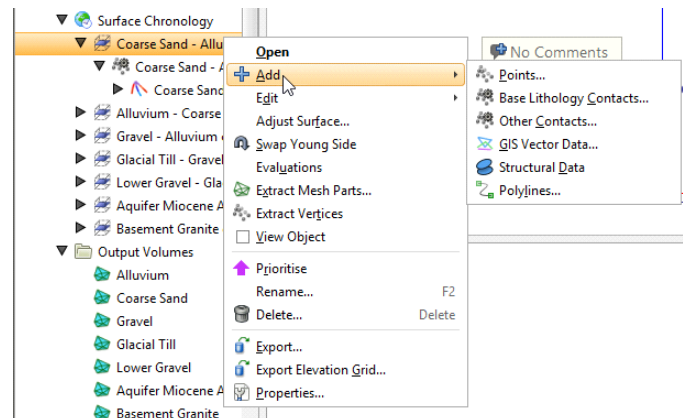 Surface Chronology
Coarse Sand - Allu
Coarse Sand - A
Coarse Sand
Alluvium - Coarse
Gravel - Alluvium
Glacial Till - Gravel
Lower Gravel - Gla
Aquifer Miocene A
Basement Granite
Output Volumes
Alluvium
Coarse Sand
Gravel
Glacial Till
Lower Gravel
Aquifer Miocene A
Basement Granite
Open
Add
Edit
Adjust Surface...
Swap Young Side
Evaluations
Extract Mesh Parts...
Extract Vertices
View Object
Prioritise
Rename... F2
Delete... Delete
Export...
Export Elevation Grid...
Properties...
No Comments
Points...
Base Lithology Contacts...
Other Contacts...
GIS Vector Data...
Structural Data
Polylines...